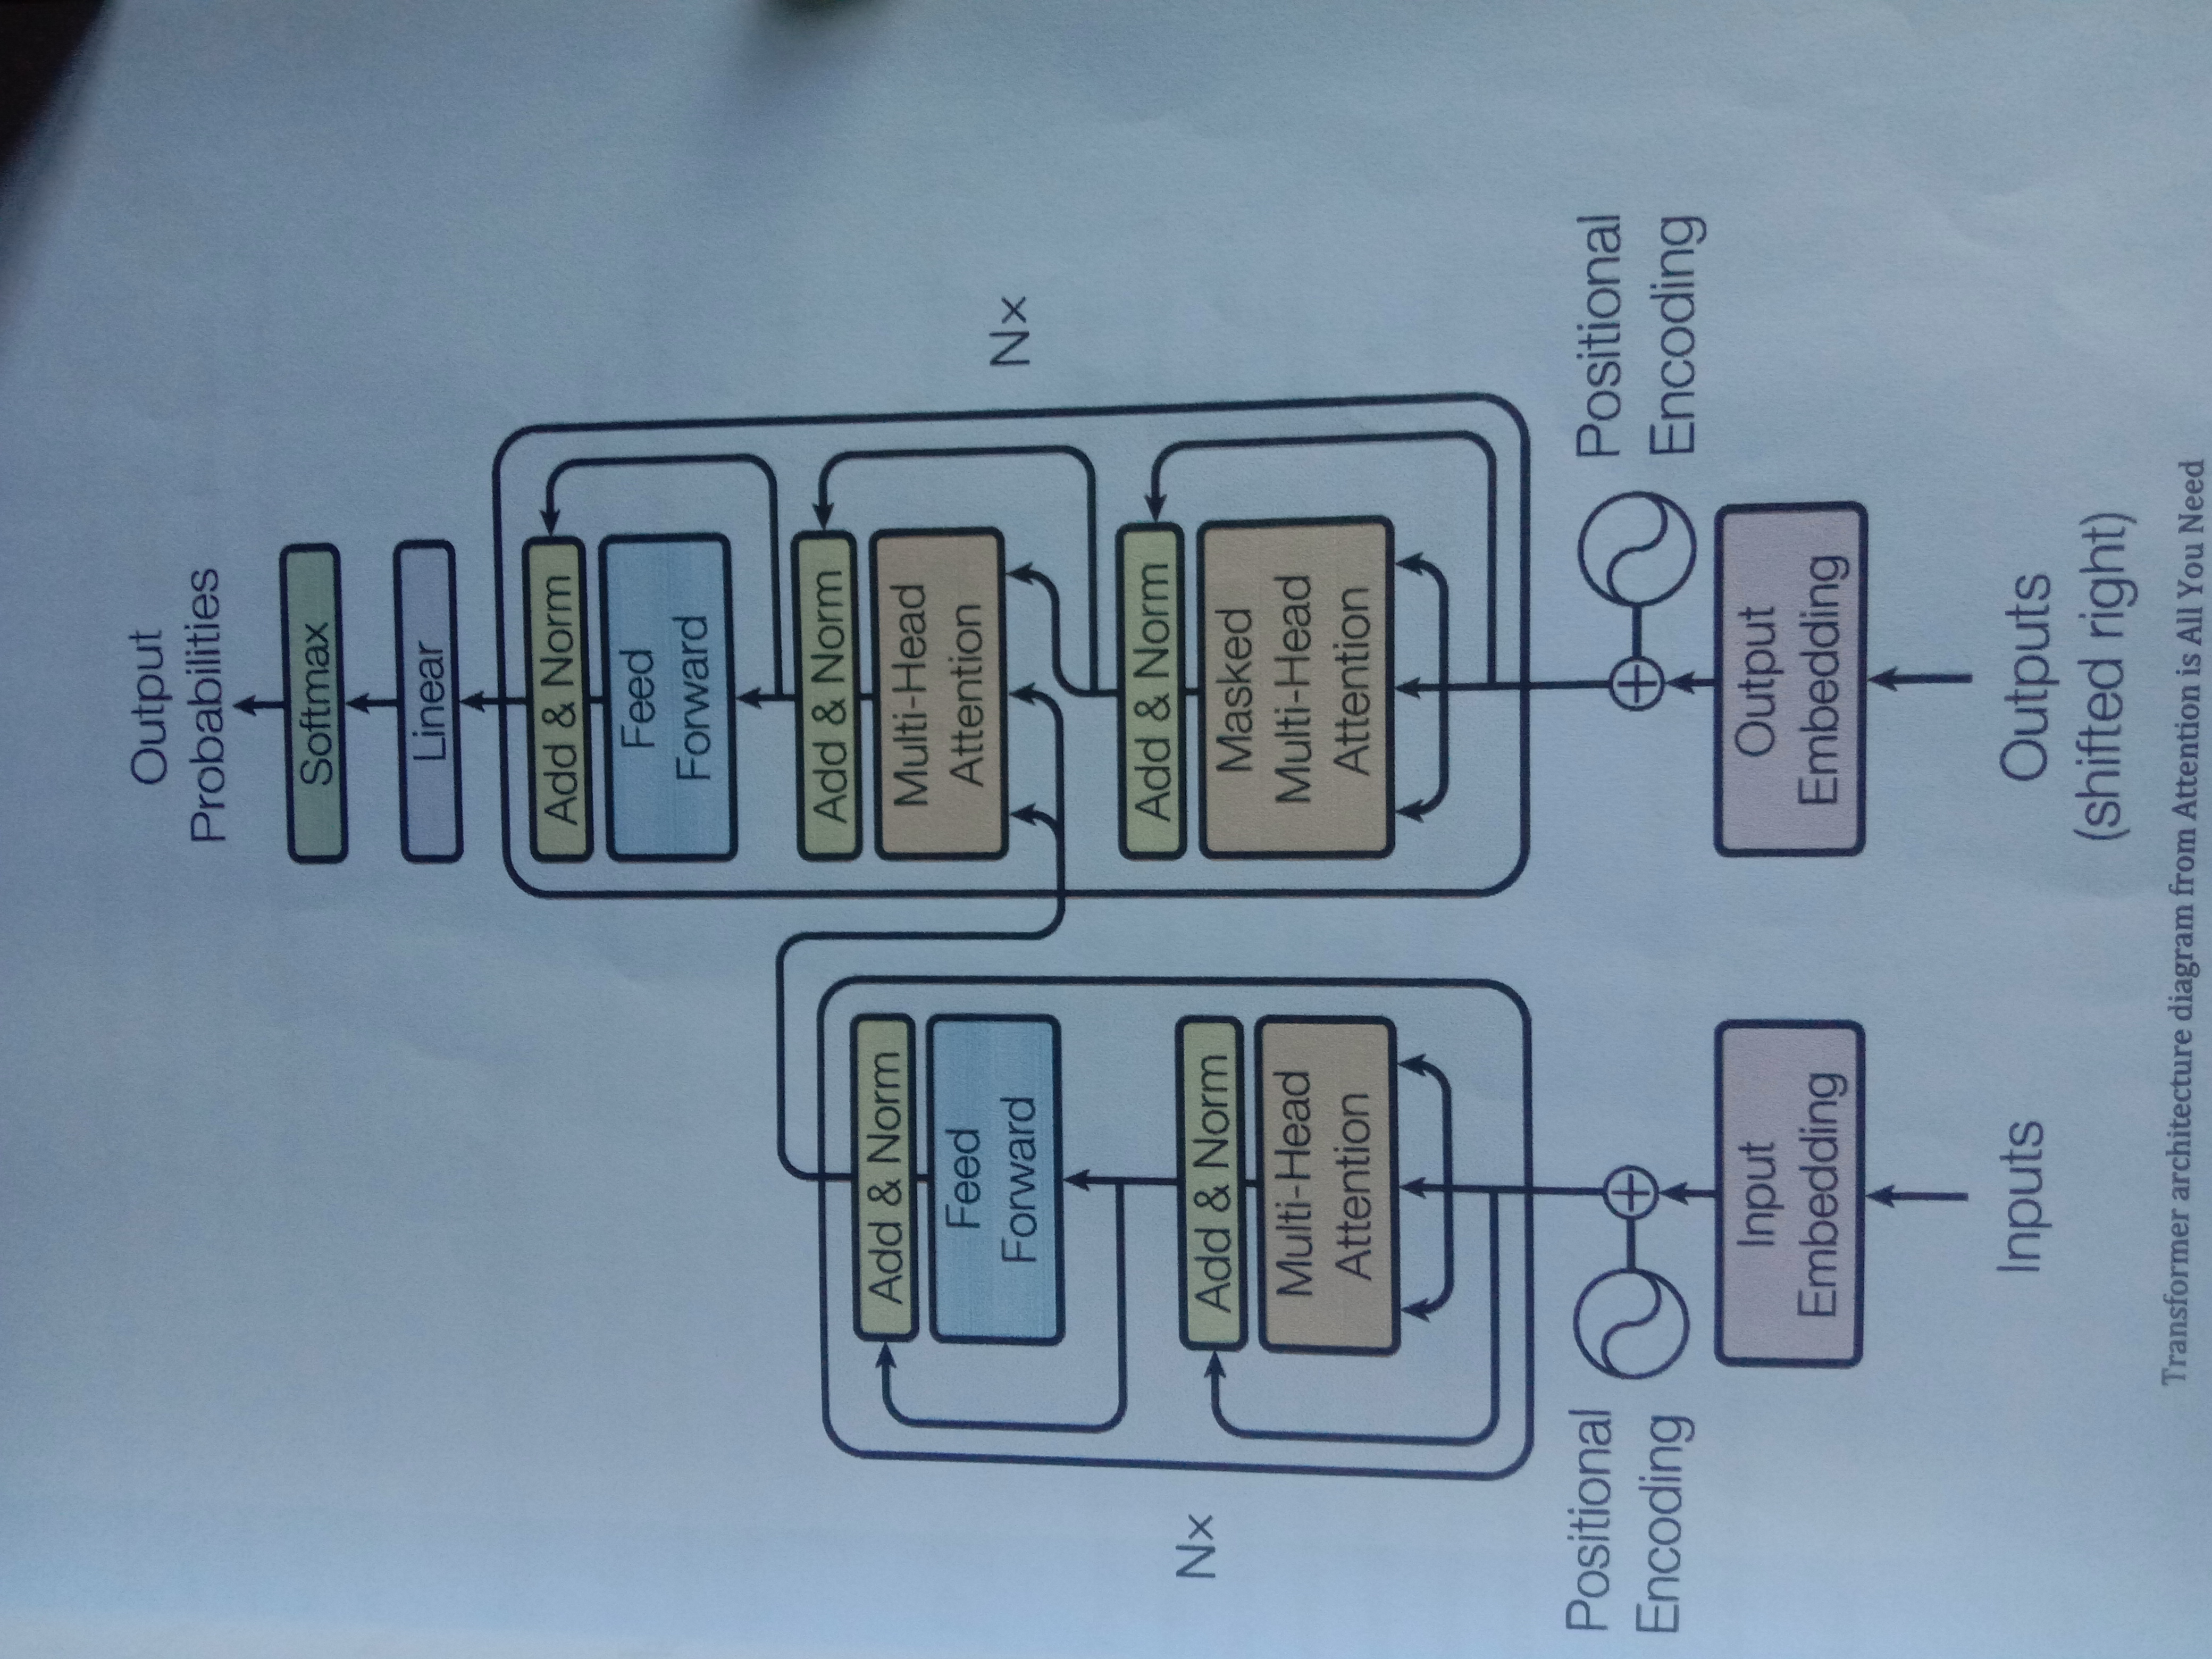 Output
Probabilities
Softmax
Linear
Add & Norm
Feed
Forward
Add & Norm
Multi-Head
Attention
Nx
Add & Norm
Masked
Multi-Head
Attention
Add & Norm
Feed
Forward
Nx
Add & Norm
Multi-Head
Attention
Positional
Encoding
Positional
Encoding
Input
Embedding
Output
Embedding
Inputs
Outputs
(shifted right)
Transformer architecture diagram from Attention is All You Need